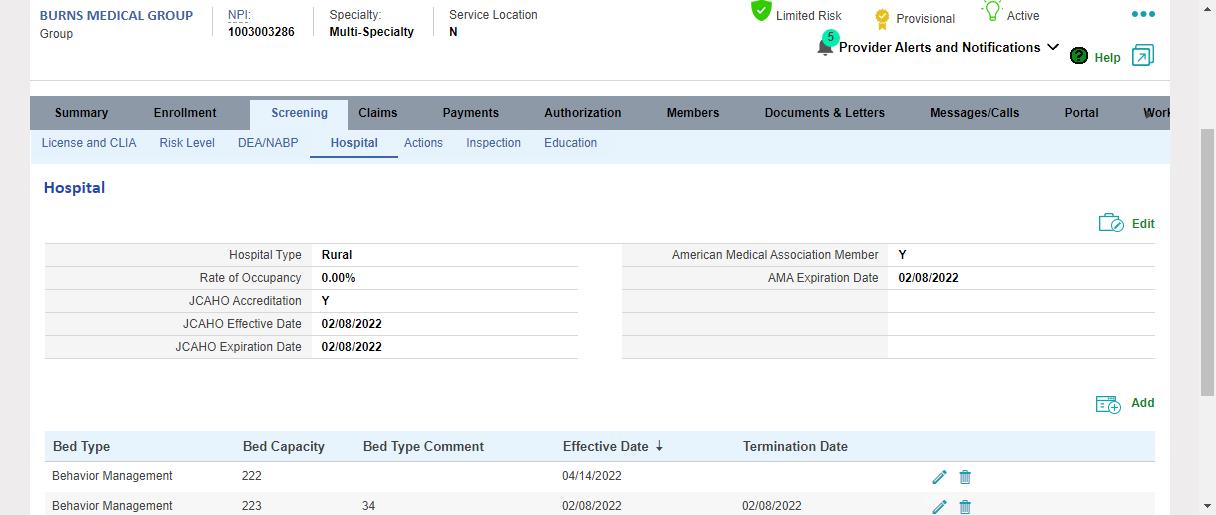 BURNS MEDICAL GROUP
Group
NPI:
1003003286
Specialty:
Multi-Specialty
Service Location
N
Limited Risk
Provisional
Active
5
Provider Alerts and Notifications
? Help
Summary Enrollment Screening Claims Payments Authorization Members Documents & Letters Messages/Calls Portal Work
License and CLIA Risk Level DEA/NABP Hospital Actions Inspection Education
Hospital
Edit
Hospital Type Rural
Rate of Occupancy 0.00%
JCAHO Accreditation Y
JCAHO Effective Date 02/08/2022
JCAHO Expiration Date 02/08/2022
American Medical Association Member Y
AMA Expiration Date 02/08/2022
Add
Bed Type Bed Capacity Bed Type Comment Effective Date ↓ Termination Date
Behavior Management 222 04/14/2022
Behavior Management 223 34 02/08/2022 02/08/2022